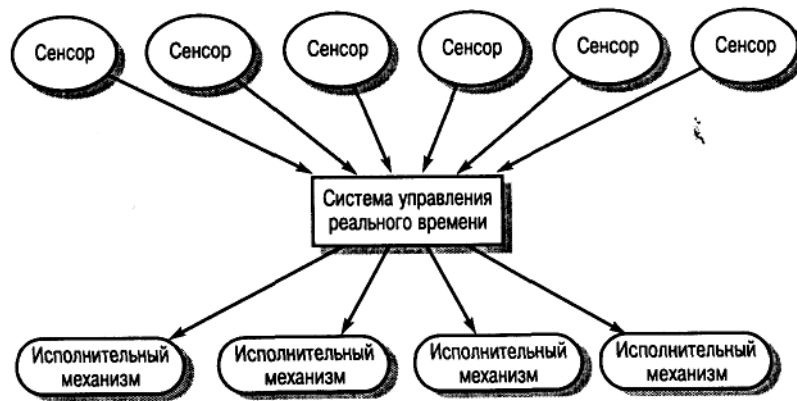 Сенсор
Сенсор
Сенсор
Сенсор
Сенсор
Сенсор
Система управления
реального времени
Исполнительный
механизм
Исполнительный
механизм
Исполнительный
механизм
Исполнительный
механизм